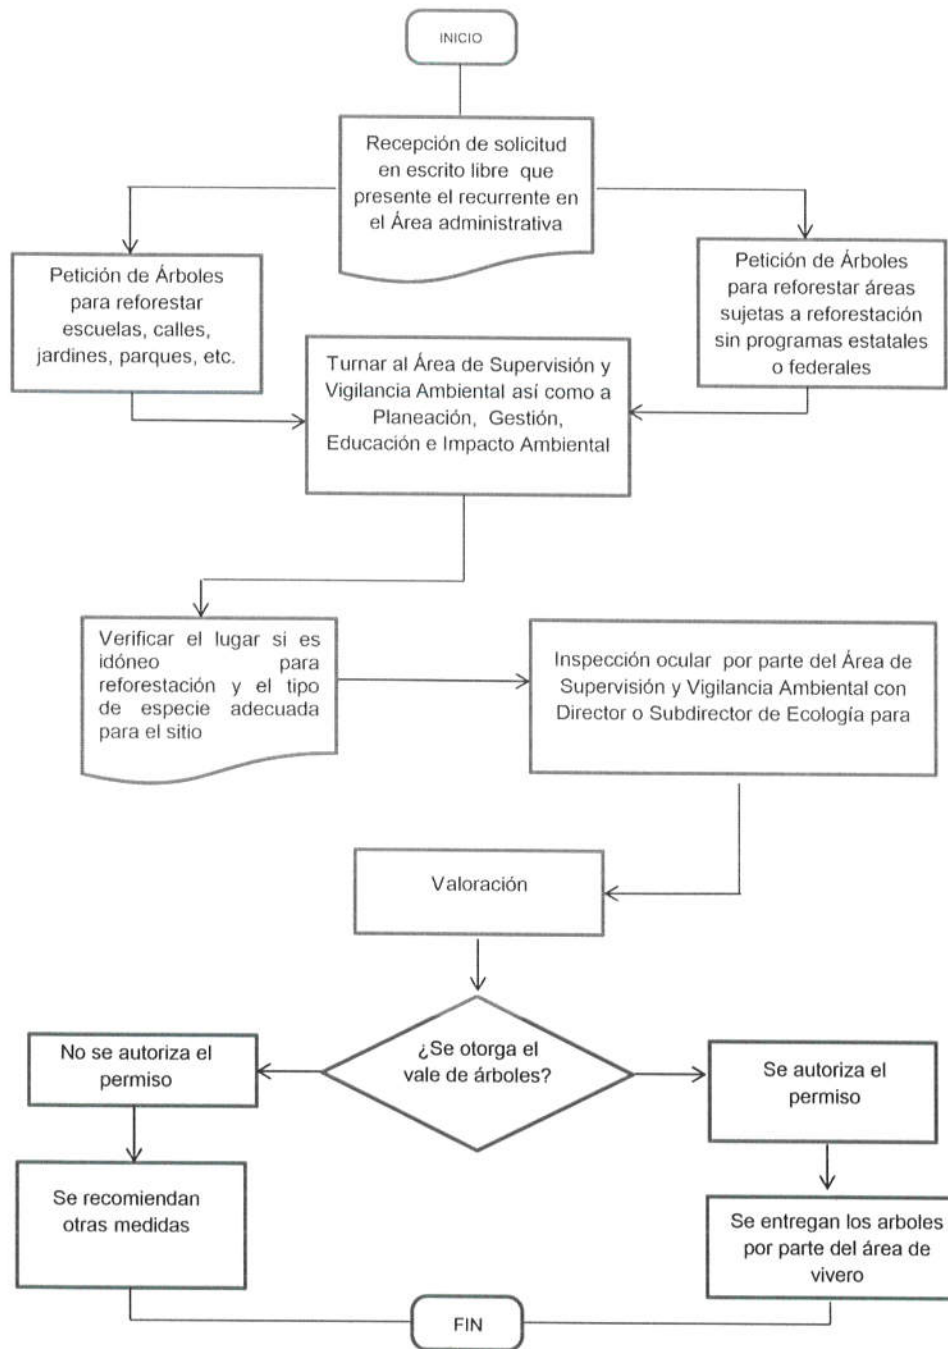 INICIO
Recepción de solicitud
en escrito libre que
presente el recurrente en
el Área administrativa
Petición de Árboles
para reforestar
escuelas, calles,
jardines, parques, etc.
Petición de Árboles
para reforestar áreas
sujetas a reforestación
sin programas estatales
o federales
Turnar al Área de Supervisión y
Vigilancia Ambiental así como a
Planeación, Gestión,
Educación e Impacto Ambiental
Verificar el lugar si es
idóneo para
reforestación y el tipo
de especie adecuada
para el sitio
Inspección ocular por parte del Área de
Supervisión y Vigilancia Ambiental con
Director o Subdirector de Ecología para
Valoración
¿Se otorga el
vale de árboles?
No se autoriza el
permiso
Se autoriza el
permiso
Se recomiendan
otras medidas
Se entregan los arboles
por parte del área de
vivero
FIN